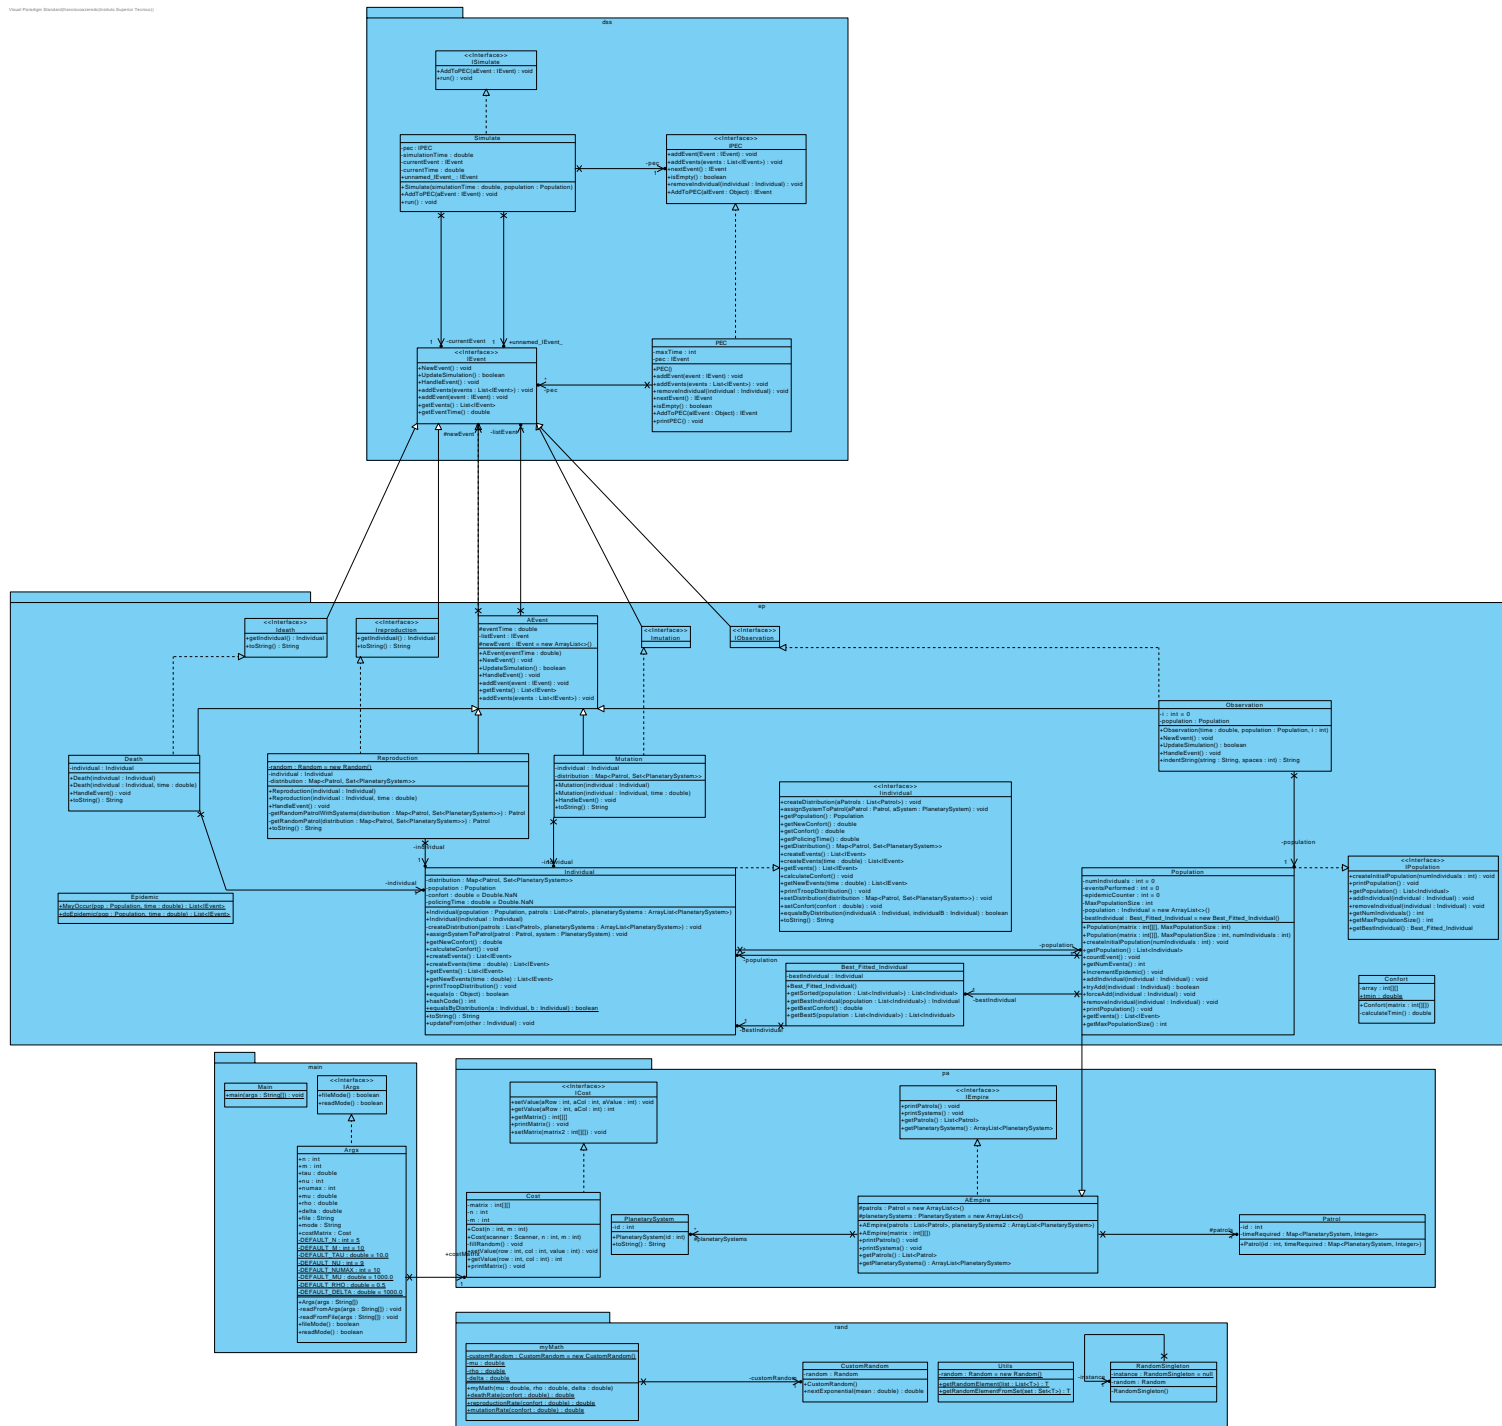 Visual Paradigm Standard(franciscoazeredo(Instituto Superior Tecnico))
dss
<<Interface>>
ISimulate
+AddToPEC(aEvent : IEvent) : void
+run() : void
Simulate
-pec : IPEC
-simulationTime : double
-currentEvent : IEvent
-currentTime : double
+unnamed_IEvent_ : IEvent
+Simulate(simulationTime : double, population : Population)
+AddToPEC(aEvent : IEvent) : void
+run() : void
-pec
1
<<Interface>>
IPEC
+addEvent(Event : IEvent) : void
+addEvents(events : List<IEvent>) : void
+nextEvent() : IEvent
+isEmpty() : boolean
+removeIndividual(individual : Individual) : void
+AddToPEC(alEvent : Object) : IEvent
1
-currentEvent
1
+unnamed_IEvent_
<<Interface>>
IEvent
+NewEvent() : void
+UpdateSimulation() : boolean
+HandleEvent() : void
+addEvents(events : List<IEvent>) : void
+addEvent(event : IEvent) : void
+getEvents() : List<IEvent>
+getEventTime() : double
*
-pec
PEC
-maxTime : int
-pec : IEvent
+PEC()
+addEvent(event : IEvent) : void
+addEvents(events : List<IEvent>) : void
+removeIndividual(individual : Individual) : void
+nextEvent() : IEvent
+isEmpty() : boolean
+AddToPEC(alEvent : Object) : IEvent
+printPEC() : void
#newEvent
-listEvent
ep
<<Interface>>
Ideath
+getIndividual() : Individual
+toString() : String
<<Interface>>
Ireproduction
+getIndividual() : Individual
+toString() : String
AEvent
#eventTime : double
-listEvent : IEvent
#newEvent : IEvent = new ArrayList<>()
+AEvent(eventTime : double)
+NewEvent() : void
+UpdateSimulation() : boolean
+HandleEvent() : void
+addEvent(event : IEvent) : void
+getEvents() : List<IEvent>
+addEvents(events : List<IEvent>) : void
<<Interface>>
Imutation
<<Interface>>
IObservation
Observation
-i : int = 0
-population : Population
+Observation(time : double, population : Population, i : int)
+NewEvent() : void
+UpdateSimulation() : boolean
+HandleEvent() : void
+indentString(string : String, spaces : int) : String
Death
-individual : Individual
+Death(individual : Individual)
+Death(individual : Individual, time : double)
+HandleEvent() : void
+toString() : String
Reproduction
-random : Random = new Random()
-individual : Individual
-distribution : Map<Patrol, Set<PlanetarySystem>>
+Reproduction(individual : Individual)
+Reproduction(individual : Individual, time : double)
+HandleEvent() : void
-getRandomPatrolWithSystems(distribution : Map<Patrol, Set<PlanetarySystem>>) : Patrol
-getRandomPatrol(distribution : Map<Patrol, Set<PlanetarySystem>>) : Patrol
+toString() : String
Mutation
-individual : Individual
-distribution : Map<Patrol, Set<PlanetarySystem>>
+Mutation(individual : Individual)
+Mutation(individual : Individual, time : double)
+HandleEvent() : void
+toString() : String
<<Interface>>
IIndividual
+createDistribution(aPatrols : List<Patrol>) : void
+assignSystemToPatrol(aPatrol : Patrol, aSystem : PlanetarySystem) : void
+getPopulation() : Population
+getNewConfort() : double
+getConfort() : double
+getPolicingTime() : double
+getDistribution() : Map<Patrol, Set<PlanetarySystem>>
+createEvents() : List<IEvent>
+createEvents(time : double) : List<IEvent>
+getEvents() : List<IEvent>
+calculateConfort() : void
+getNewEvents(time : double) : List<IEvent>
+printTroopDistribution() : void
+setDistribution(distribution : Map<Patrol, Set<PlanetarySystem>>) : void
+setConfort(confort : double) : void
+equalsByDistribution(individualA : Individual, individualB : Individual) : boolean
+toString() : String
-individual
1
-individual
-individual
-population
1
Epidemic
+MayOccur(pop : Population, time : double) : List<IEvent>
+doEpidemic(pop : Population, time : double) : List<IEvent>
Individual
-distribution : Map<Patrol, Set<PlanetarySystem>>
-population : Population
-confort : double = Double.NaN
-policingTime : double = Double.NaN
+Individual(population : Population, patrols : List<Patrol>, planetarySystems : ArrayList<PlanetarySystem>)
+Individual(individual : Individual)
-createDistribution(patrols : List<Patrol>, planetarySystems : ArrayList<PlanetarySystem>) : void
+assignSystemToPatrol(patrol : Patrol, system : PlanetarySystem) : void
+getNewConfort() : double
+calculateConfort() : void
+createEvents() : List<IEvent>
+createEvents(time : double) : List<IEvent>
+getEvents() : List<IEvent>
+getNewEvents(time : double) : List<IEvent>
+printTroopDistribution() : void
+equals(o : Object) : boolean
+hashCode() : int
+equalsByDistribution(a : Individual, b : Individual) : boolean
+toString() : String
+updateFrom(other : Individual) : void
-population
-population
Best_Fitted_Individual
-bestIndividual : Individual
+Best_Fitted_Individual()
+getSorted(population : List<Individual>) : List<Individual>
+getBestIndividual(population : List<Individual>) : Individual
+getBestConfort() : double
+getBest5(population : List<Individual>) : List<Individual>
-bestIndividual
-bestIndividual
Population
-numIndividuals : int = 0
-eventsPerformed : int = 0
-epidemicCounter : int = 0
-MaxPopulationSize : int
-population : Individual = new ArrayList<>()
-bestIndividual : Best_Fitted_Individual = new Best_Fitted_Individual()
+Population(matrix : int[][], MaxPopulationSize : int)
+Population(matrix : int[][], MaxPopulationSize : int, numIndividuals : int)
+createInitialPopulation(numIndividuals : int) : void
+getPopulation() : List<Individual>
+countEvent() : void
+getNumEvents() : int
+IncrementEpidemic() : void
+addIndividual(individual : Individual) : void
+tryAdd(individual : Individual) : boolean
+forceAdd(individual : Individual) : void
+removeIndividual(individual : Individual) : void
+printPopulation() : void
+getEvents() : List<IEvent>
+getMaxPopulationSize() : int
<<Interface>>
IPopulation
+createInitialPopulation(numIndividuals : int) : void
+printPopulation() : void
+getPopulation() : List<Individual>
+addIndividual(individual : Individual) : void
+removeIndividual(individual : Individual) : void
+getNumIndividuals() : int
+getMaxPopulationSize() : int
+getBestIndividual() : Best_Fitted_Individual
Confort
-array : int[][]
+tmin : double
+Confort(matrix : int[][])
-calculateTmin() : double
main
Main
+main(args : String[]) : void
<<Interface>>
IArgs
+fileMode() : boolean
+readMode() : boolean
Args
+n : int
+m : int
+tau : double
+nu : int
+numax : int
+mu : double
+rho : double
+delta : double
+file : String
+mode : String
+costMatrix : Cost
-DEFAULT_N : int = 5
-DEFAULT_M : int = 10
-DEFAULT_TAU : double = 10.0
-DEFAULT_NU : int = 9
-DEFAULT_NUMAX : int = 10
-DEFAULT_MU : double = 1000.0
-DEFAULT_RHO : double = 0.5
-DEFAULT_DELTA : double = 1000.0
+Args(args : String[])
-readFromArgs(args : String[]) : void
-readFromFile(args : String[]) : void
+fileMode() : boolean
+readMode() : boolean
+costMatrix
1
pa
<<Interface>>
ICost
+setValue(aRow : int, aCol : int, aValue : int) : void
+getValue(aRow : int, aCol : int) : int
+getMatrix() : int[][]
+printMatrix() : void
+setMatrix(matrix2 : int[][]) : void
<<Interface>>
IEmpire
+printPatrols() : void
+printSystems() : void
+getPatrols() : List<Patrol>
+getPlanetarySystems() : ArrayList<PlanetarySystem>
Cost
-matrix : int[][]
-n : int
-m : int
+Cost(n : int, m : int)
+Cost(scanner : Scanner, n : int, m : int)
-fillRandom() : void
+setValue(row : int, col : int, value : int) : void
+getValue(row : int, col : int) : int
+printMatrix() : void
PlanetarySystem
-id : int
+PlanetarySystem(id : int)
+toString() : String
*
#planetarySystems
AEmpire
#patrols : Patrol = new ArrayList<>()
#planetarySystems : PlanetarySystem = new ArrayList<>()
+AEmpire(patrols : List<Patrol>, planetarySystems2 : ArrayList<PlanetarySystem>)
+AEmpire(matrix : int[][])
+printPatrols() : void
+printSystems() : void
+getPatrols() : List<Patrol>
+getPlanetarySystems() : ArrayList<PlanetarySystem>
#patrols
*
Patrol
-id : int
-timeRequired : Map<PlanetarySystem, Integer>
+Patrol(id : int, timeRequired : Map<PlanetarySystem, Integer>)
rand
myMath
-customRandom : CustomRandom = new CustomRandom()
-mu : double
-rho : double
-delta : double
+myMath(mu : double, rho : double, delta : double)
+deathRate(confort : double) : double
+reproductionRate(confort : double) : double
+mutationRate(confort : double) : double
-customRandom
1
CustomRandom
-random : Random
+CustomRandom()
+nextExponential(mean : double) : double
Utils
-random : Random = new Random()
+getRandomElement(list : List<T>) : T
+getRandomElementFromSet(set : Set<T>) : T
-instance
1
RandomSingleton
-instance : RandomSingleton = null
-random : Random
-RandomSingleton()